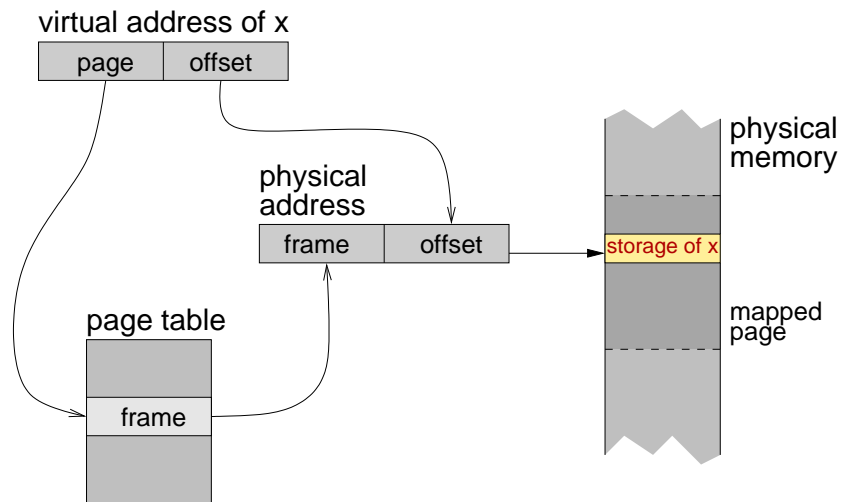 virtual address of x
page
offset
physical
address
frame
offset
page table
frame
physical
memory
storage of x
mapped
page